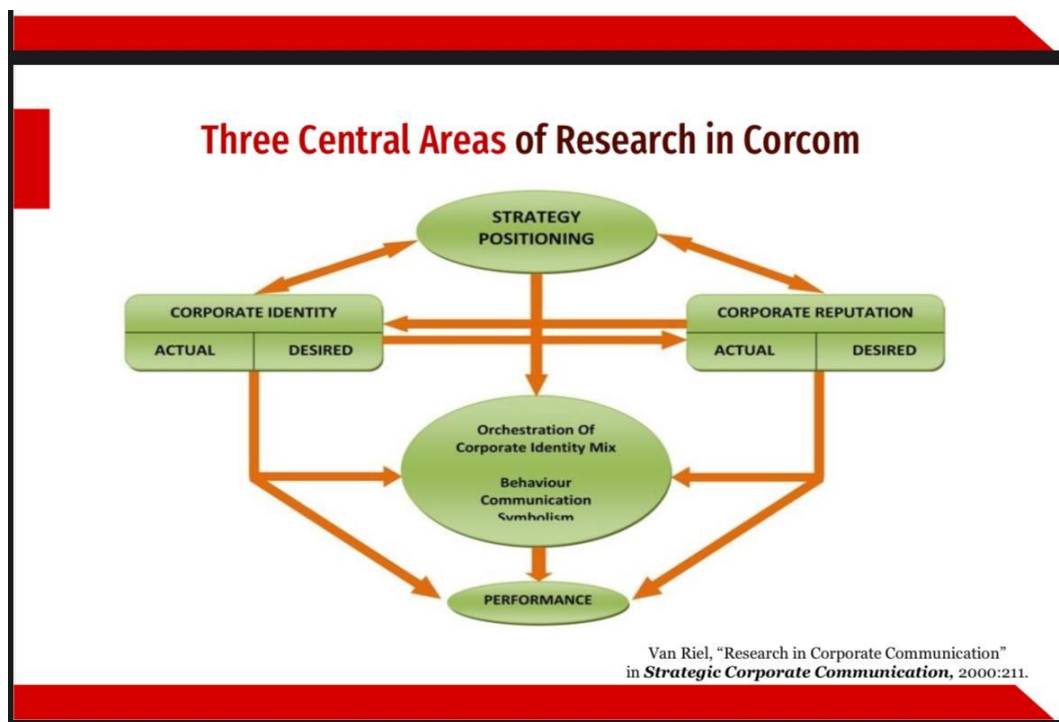 Three Central Areas of Research in Corcom
STRATEGY
POSITIONING
CORPORATE IDENTITY
ACTUAL
DESIRED
CORPORATE REPUTATION
ACTUAL
DESIRED
Orchestration Of
Corporate Identity Mix
Behaviour
Communication
Symbolism
PERFORMANCE
Van Riel, “Research in Corporate Communication”
in Strategic Corporate Communication, 2000:211.